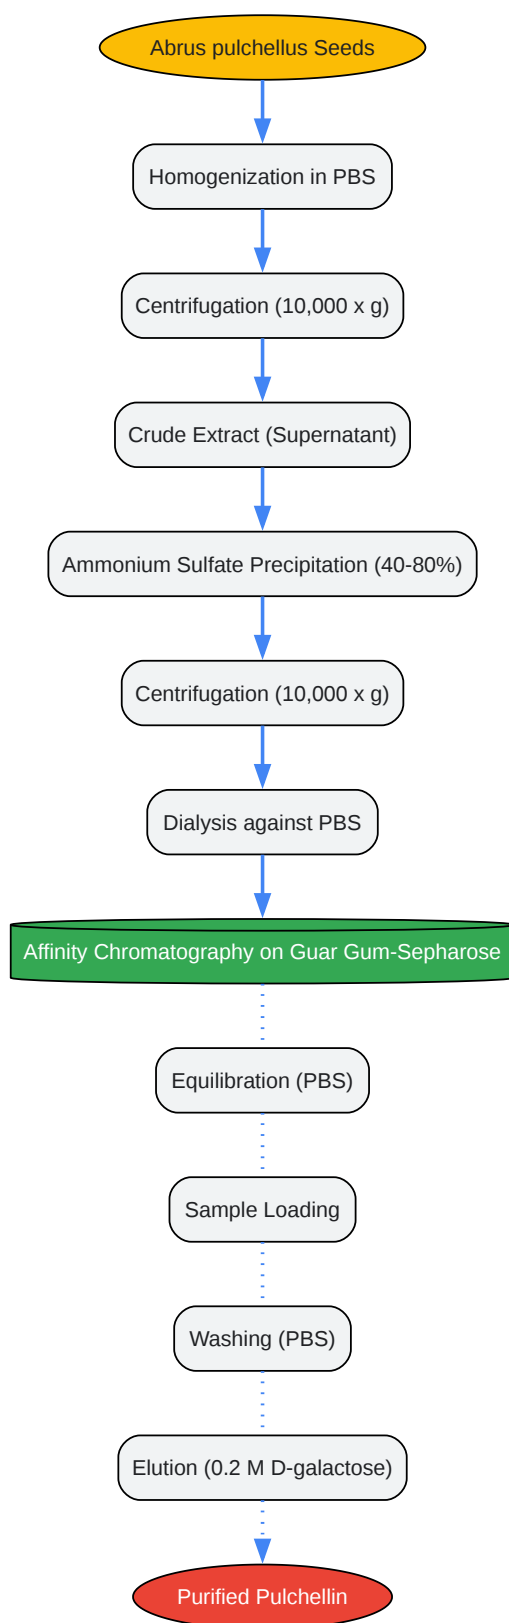 Abrus pulchellus Seeds
Homogenization in PBS
Centrifugation (10,000 x g)
Crude Extract (Supernatant)
Ammonium Sulfate Precipitation (40-80%)
Centrifugation (10,000 x g)
Dialysis against PBS
Affinity Chromatography on Guar Gum-Sepharose
Equilibration (PBS)
Sample Loading
Washing (PBS)
Elution (0.2 M D-galactose)
Purified Pulchellin